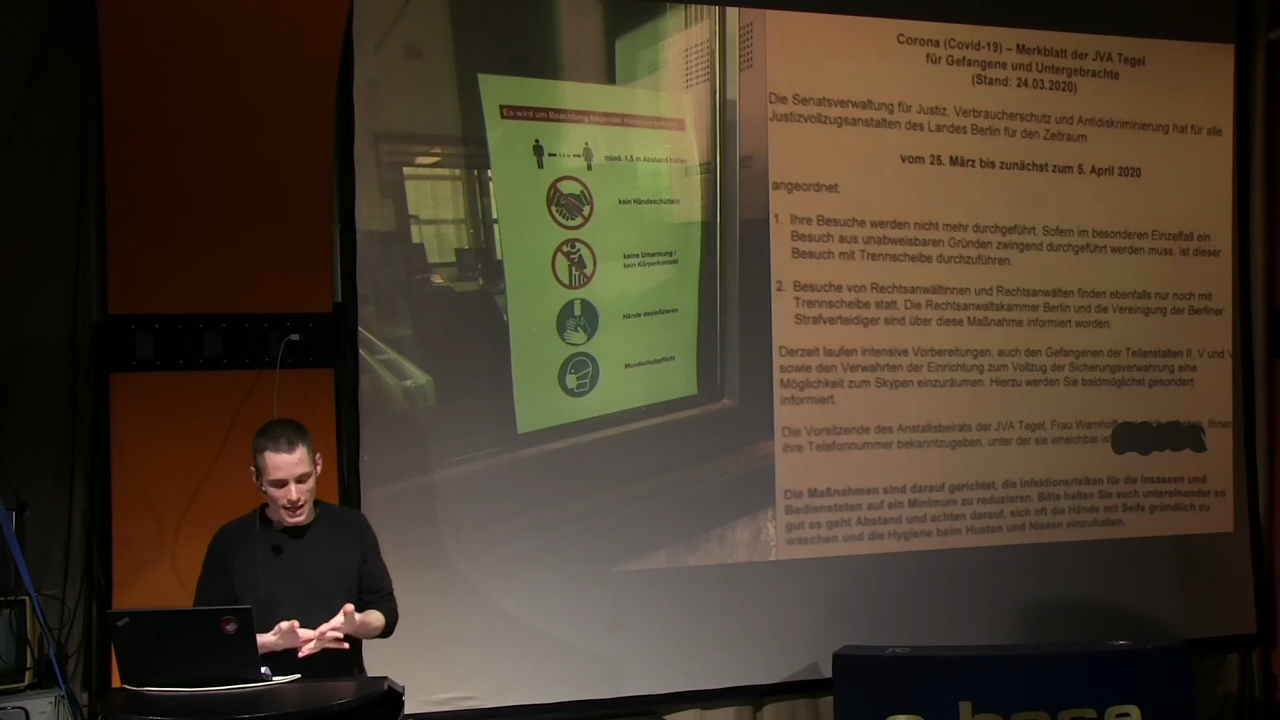 Es wird um Beachtung folgender Hinweise
mind. 1,5 m Abstand halten
kein Händeschütteln
keine Umarmung /
kein Körperkontakt
Hände desinfizieren
Mundschutzpflicht
Corona (Covid-19) – Merkblatt der JVA Tegel
für Gefangene und Untergebrachte
(Stand: 24.03.2020)
Die Senatsverwaltung für Justiz, Verbraucherschutz und Antidiskriminierung hat für alle
Justizvollzugsanstalten des Landes Berlin für den Zeitraum
vom 25. März bis zunächst zum 5. April 2020
angeordnet:
1. Ihre Besuche werden nicht mehr durchgeführt. Sofern im besonderen Einzelfall ein
Besuch aus unabweisbaren Gründen zwingend durchgeführt werden muss, ist dieser
Besuch mit Trennscheibe durchzuführen.
2. Besuche von Rechtsanwältinnen und Rechtsanwälten finden ebenfalls nur noch mit
Trennscheibe statt. Die Rechtsanwaltskammer Berlin und die Vereinigung der Berliner
Strafverteidiger sind über diese Maßnahme informiert worden.
Derzeit laufen intensive Vorbereitungen, auch den Gefangenen der Teilanstalten II, V und V
sowie den Verwahrten der Einrichtung zum Vollzug der Sicherungsverwahrung eine
Möglichkeit zum Skypen einzuräumen. Hierzu werden Sie baldmöglichst gesondert
informiert.
Die Vorsitzende des Anstaltsbeirats der JVA Tegel, Frau Warnhoff Ihnen
ihre Telefonnummer bekanntzugeben, unter der sie erreichbar ist
Die Maßnahmen sind darauf gerichtet, die Infektionsrisiken für die Insassen und
Bediensteten auf ein Minimum zu reduzieren. Bitte halten Sie auch untereinander so
gut es geht Abstand und achten darauf, sich oft die Hände mit Seife gründlich zu
waschen und die Hygiene beim Husten und Niesen einzuhalten.
c-base